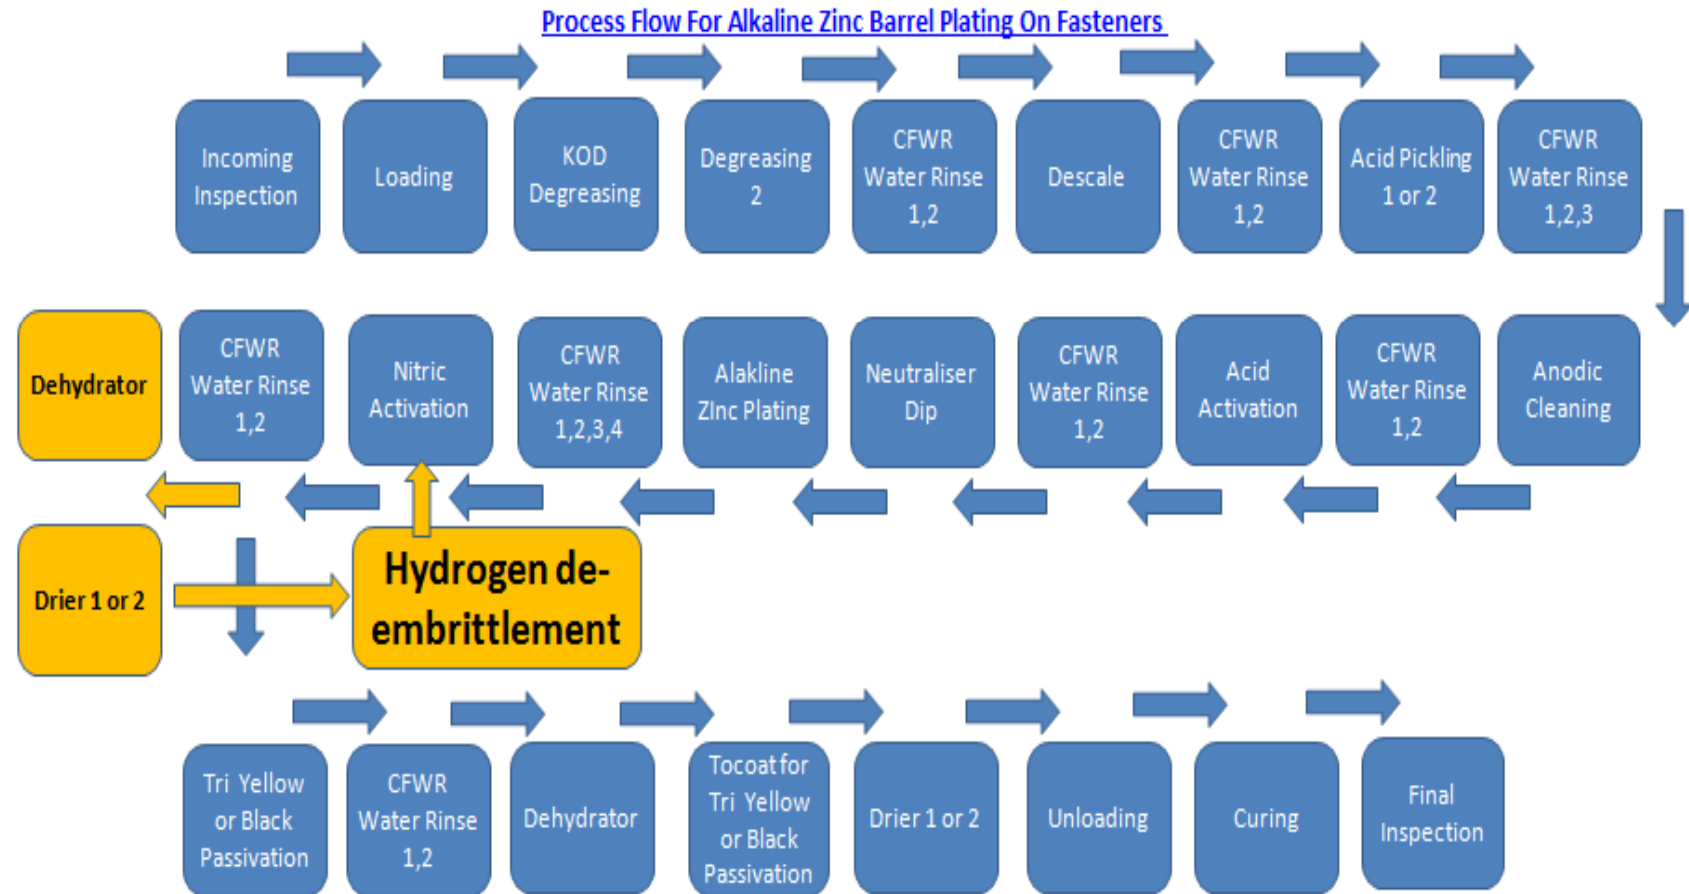 Process Flow For Alkaline Zinc Barrel Plating On Fasteners
Incoming
Inspection
Loading
KOD
Degreasing
Degreasing
2
CFWR
Water Rinse
1,2
Descale
CFWR
Water Rinse
1,2
Acid Pickling
1 or 2
CFWR
Water Rinse
1,2,3
Dehydrator
CFWR
Water Rinse
1,2
Nitric
Activation
CFWR
Water Rinse
1,2,3,4
Alakline
ZInc Plating
Neutraliser
Dip
CFWR
Water Rinse
1,2
Acid
Activation
CFWR
Water Rinse
1,2
Anodic
Cleaning
Drier 1 or 2
Hydrogen de-
embrittlement
Tri Yellow
or Black
Passivation
CFWR
Water Rinse
1,2
Dehydrator
Tocoat for
Tri Yellow
or Black
Passivation
Drier 1 or 2
Unloading
Curing
Final
Inspection